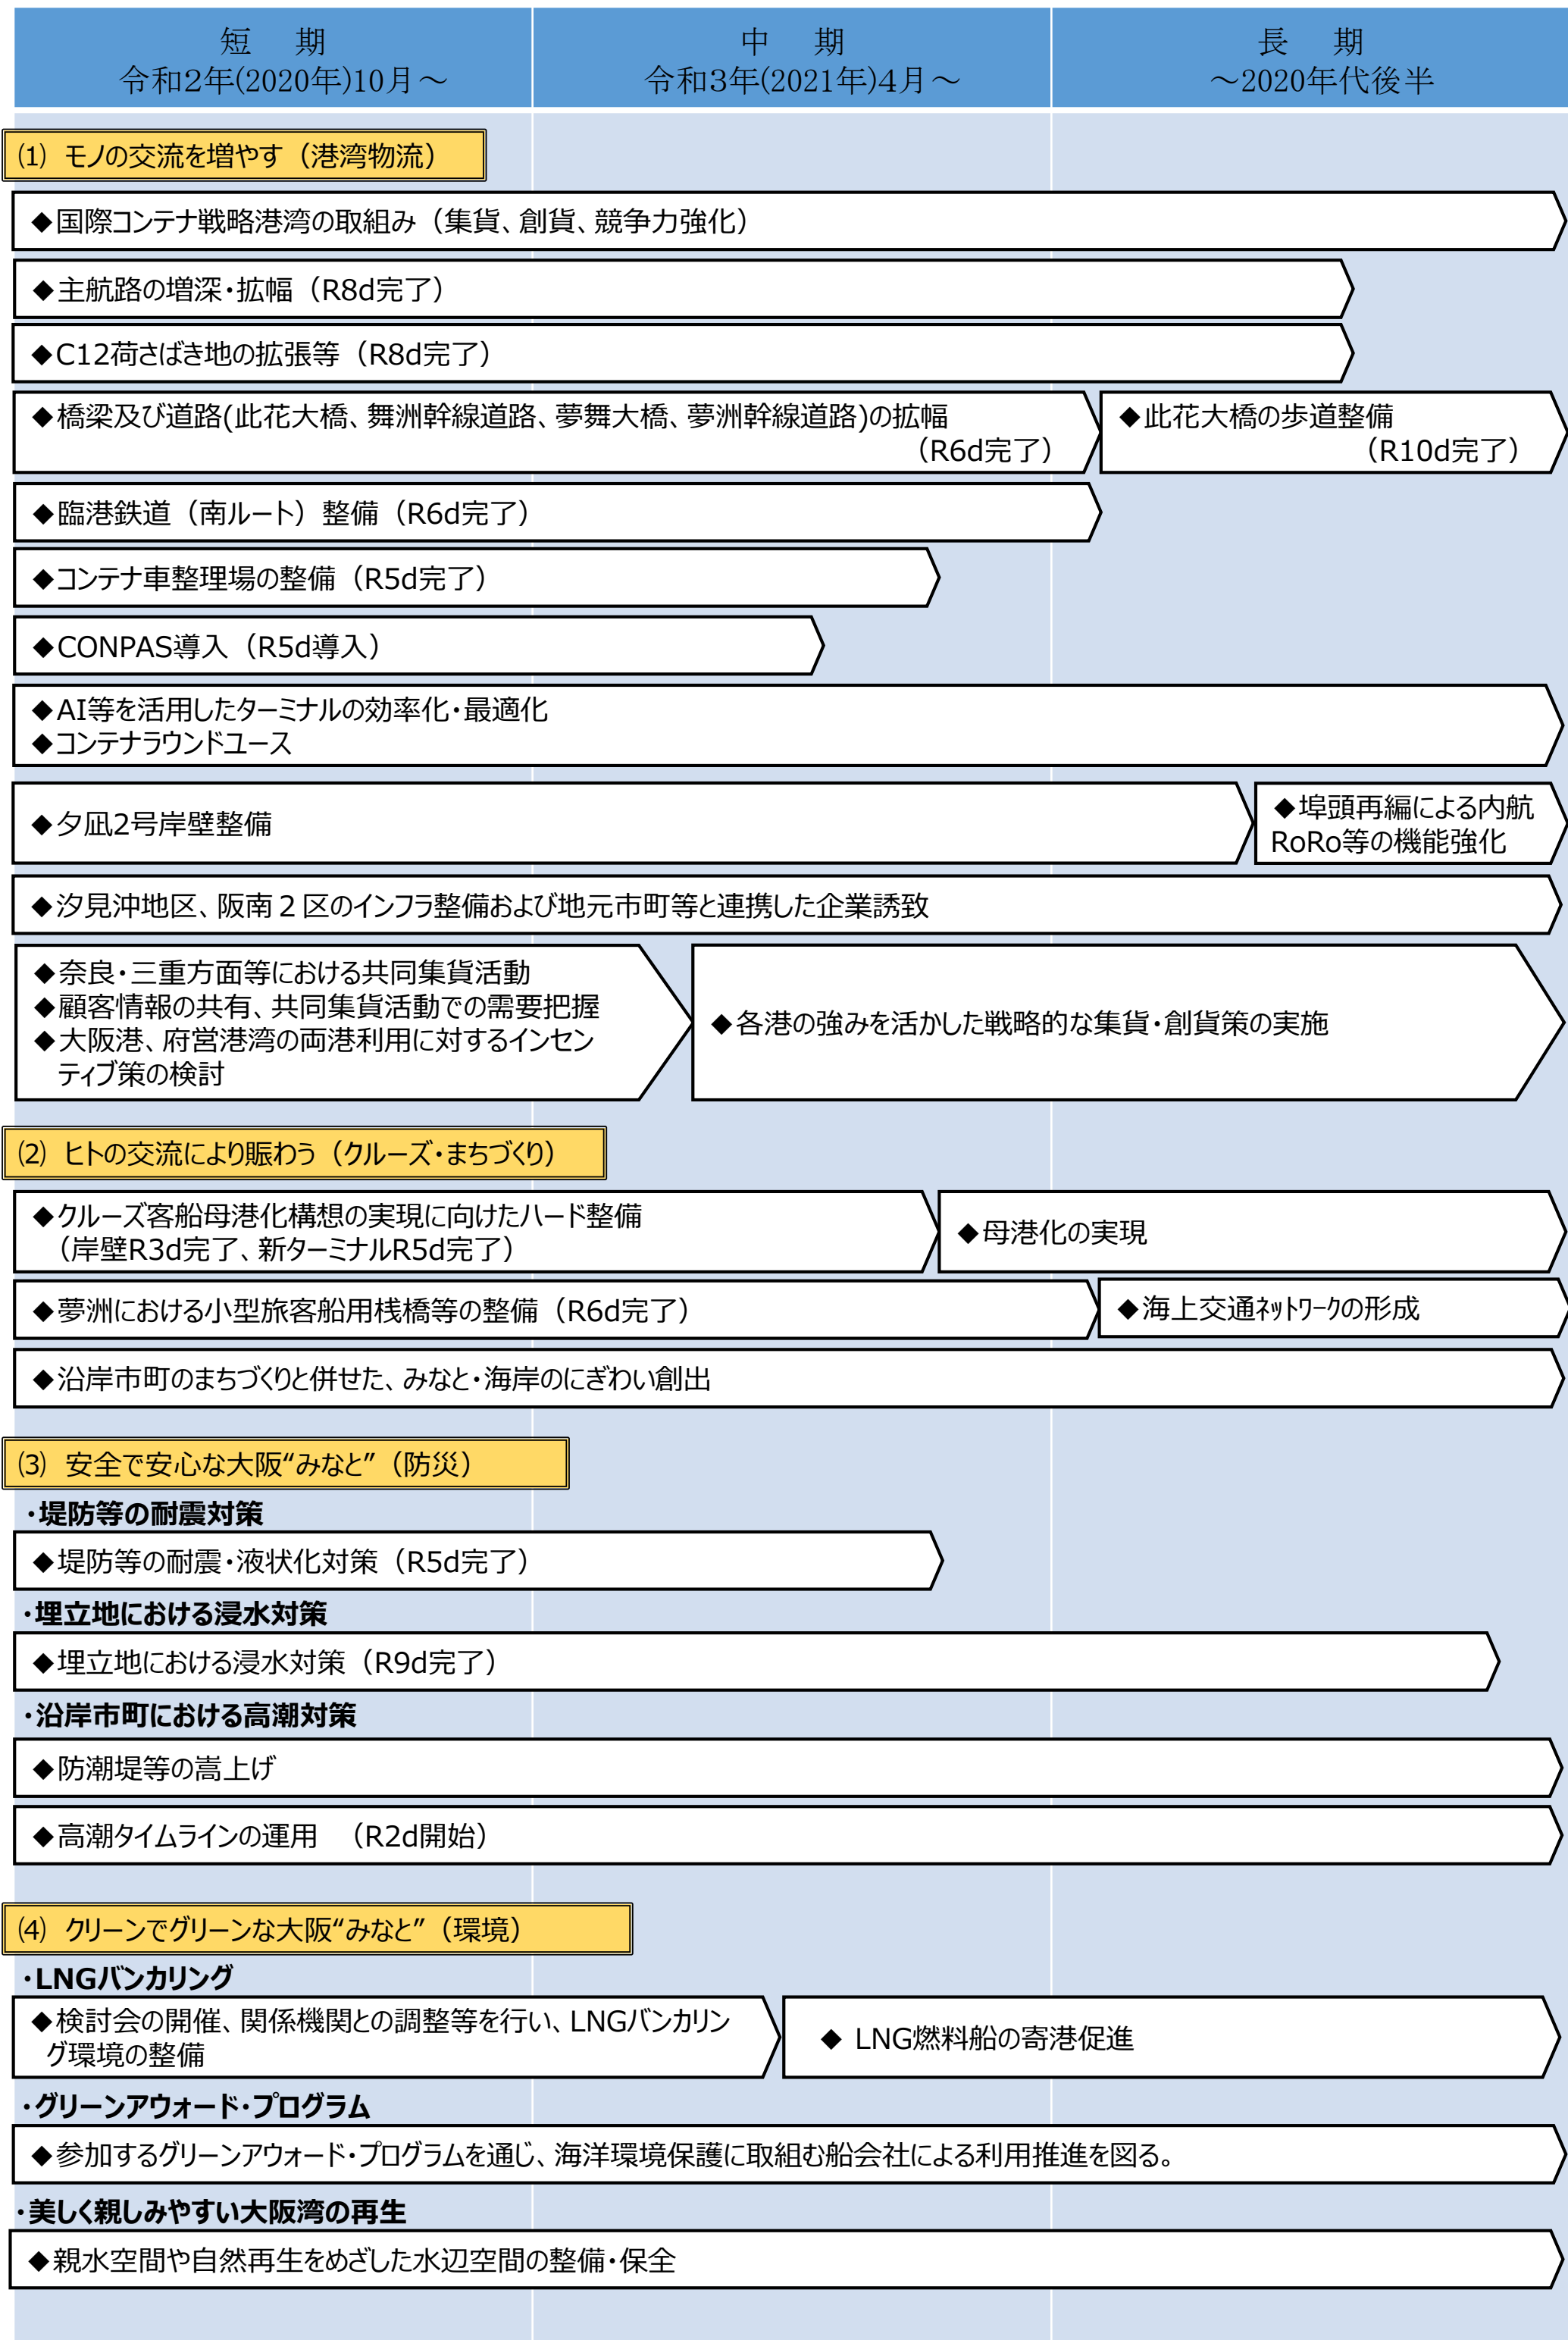 短　期
令和２年(2020年)10月～
中　期
令和３年(2021年)4月～
長　期
～2020年代後半
⑴ モノの交流を増やす（港湾物流）
◆国際コンテナ戦略港湾の取組み（集貨、創貨、競争力強化）
◆主航路の増深・拡幅（R8d完了）
◆C12荷さばき地の拡張等（R8d完了）
◆橋梁及び道路(此花大橋、舞洲幹線道路、夢舞大橋、夢洲幹線道路)の拡幅
（R6d完了）
◆此花大橋の歩道整備
（R10d完了）
◆臨港鉄道（南ルート）整備（R6d完了）
◆コンテナ車整理場の整備（R5d完了）
◆CONPAS導入（R5d導入）
◆AI等を活用したターミナルの効率化・最適化
◆コンテナラウンドユース
◆夕凪2号岸壁整備
◆埠頭再編による内航
RoRo等の機能強化
◆汐見沖地区、阪南２区のインフラ整備および地元市町等と連携した企業誘致
◆奈良・三重方面等における共同集貨活動
◆顧客情報の共有、共同集貨活動での需要把握
◆大阪港、府営港湾の両港利用に対するインセン
ティブ策の検討
◆各港の強みを活かした戦略的な集貨・創貨策の実施
⑵ ヒトの交流により賑わう（クルーズ・まちづくり）
◆クルーズ客船母港化構想の実現に向けたハード整備
（岸壁R3d完了、新ターミナルR5d完了）
◆母港化の実現
◆夢洲における小型旅客船用桟橋等の整備（R6d完了）
◆海上交通ネットワークの形成
◆沿岸市町のまちづくりと併せた、みなと・海岸のにぎわい創出
⑶ 安全で安心な大阪“みなと”（防災）
・堤防等の耐震対策
◆堤防等の耐震・液状化対策（R5d完了）
・埋立地における浸水対策
◆埋立地における浸水対策（R9d完了）
・沿岸市町における高潮対策
◆防潮堤等の嵩上げ
◆高潮タイムラインの運用　（R2d開始）
⑷ クリーンでグリーンな大阪“みなと”（環境）
・LNGバンカリング
◆検討会の開催、関係機関との調整等を行い、LNGバンカリン
グ環境の整備
◆ LNG燃料船の寄港促進
・グリーンアウォード・プログラム
◆参加するグリーンアウォード・プログラムを通じ、海洋環境保護に取組む船会社による利用推進を図る。
・美しく親しみやすい大阪湾の再生
◆親水空間や自然再生をめざした水辺空間の整備・保全